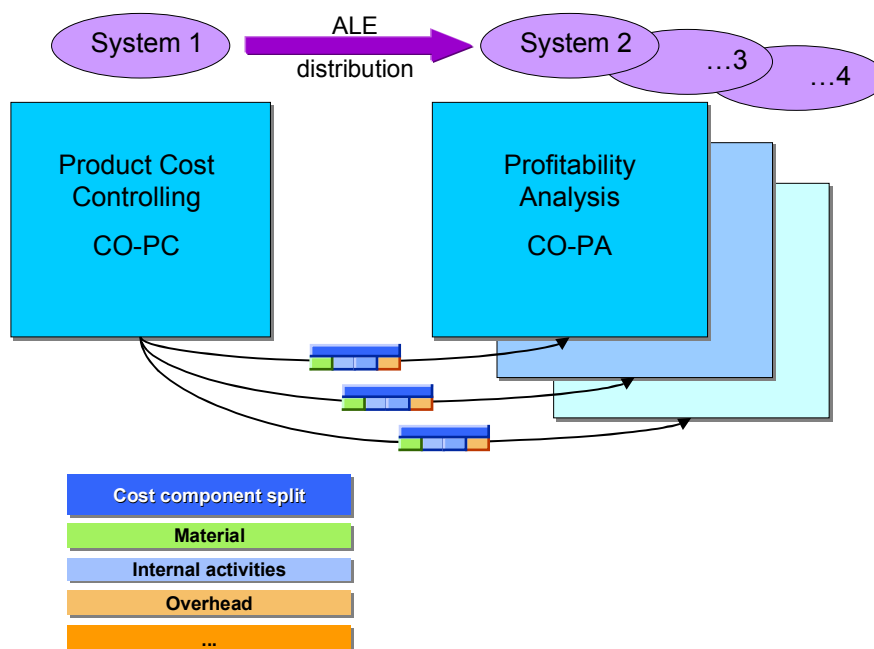 System 1
ALE
distribution
System 2
...3
...4
Product Cost
Controlling
CO-PC
Profitability
Analysis
CO-PA
Cost component split
Material
Internal activities
Overhead
...